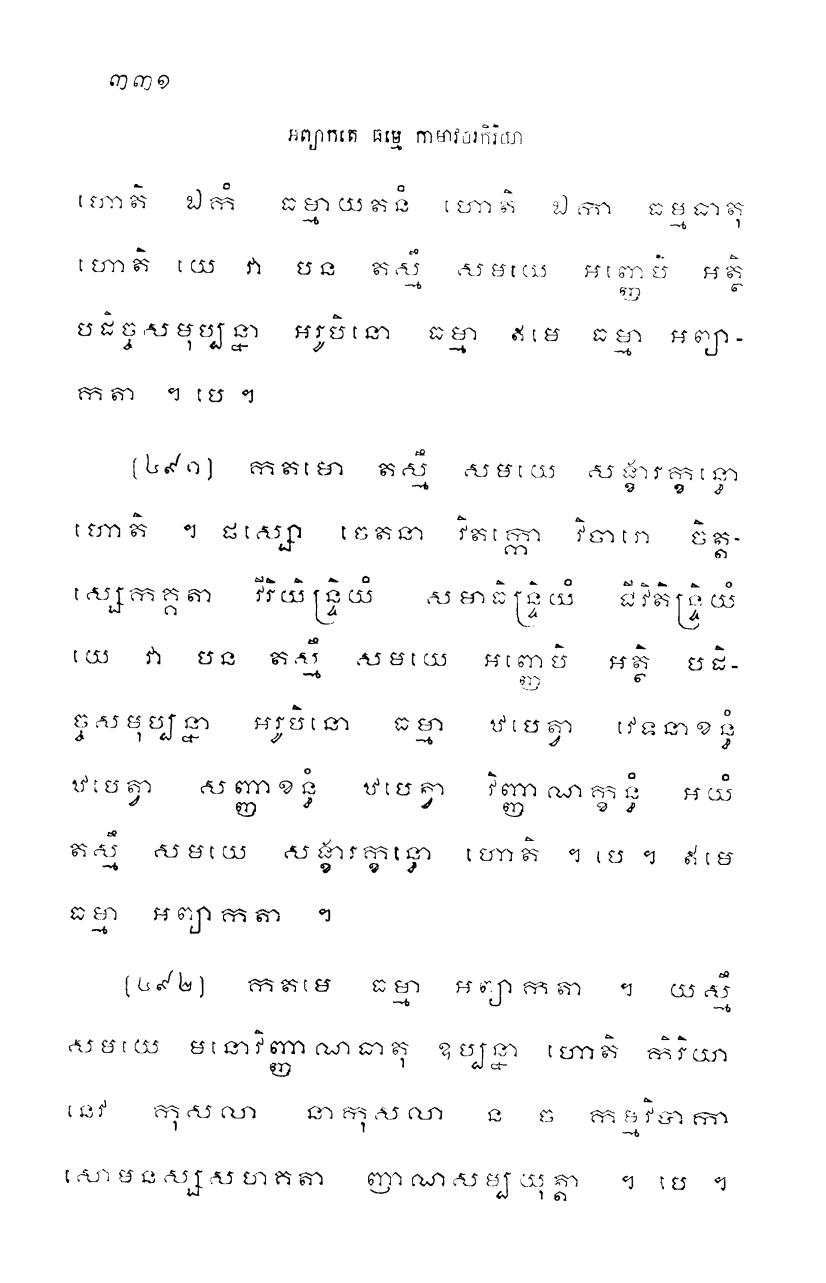 ៣៣១
អព្យាកតេ ធម្មេ កាមាវចរកិរិយា
ហោតិ ឯកំ ធម្មាយតនំ ហោតិ ឯកា ធម្មធាតុ
ហោតិ យេ វា បន តស្មឹ សមយេ អញ្ញេបិ អត្ថិ
បដិច្ចសមុប្បន្នា អរូបិនោ ធម្មា ឥមេ ធម្មា អព្យា-
កតា ។ បេ ។
[៤៩១] កតមោ តស្មឹ សមយេ សង្ខារក្ខន្ធោ
ហោតិ ។ ផស្សោ ចេតនា វិតក្កោ វិចារោ ចិត្ត-
ស្សេកគ្គតា វីរិយិន្ទ្រិយំ សមាធិន្ទ្រិយំ ជីវិតិន្ទ្រិយំ
យេ វា បន តស្មឹ សមយេ អញ្ញេបិ អត្ថិ បដិ-
ច្ចសមុប្បន្នា អរូបិនោ ធម្មា ឋបេត្វា វេទនាខន្ធំ
ឋបេត្វា សញ្ញាខន្ធំ ឋបេត្វា វិញ្ញាណក្ខន្ធំ អយំ
តស្មឹ សមយេ សង្ខារក្ខន្ធោ ហោតិ ។ បេ ។ ឥមេ
ធម្មា អព្យាកតា ។
[៤៩២] កតមេ ធម្មា អព្យាកតា ។ យស្មឹ
សមយេ មនោវិញ្ញាណធាតុ ឧប្បន្នា ហោតិ កិរិយា
នេវ កុសលា នាកុសលា ន ច កម្មវិបាកា
សោមនស្សសហគតា ញាណសម្បយុត្តា ។ បេ ។